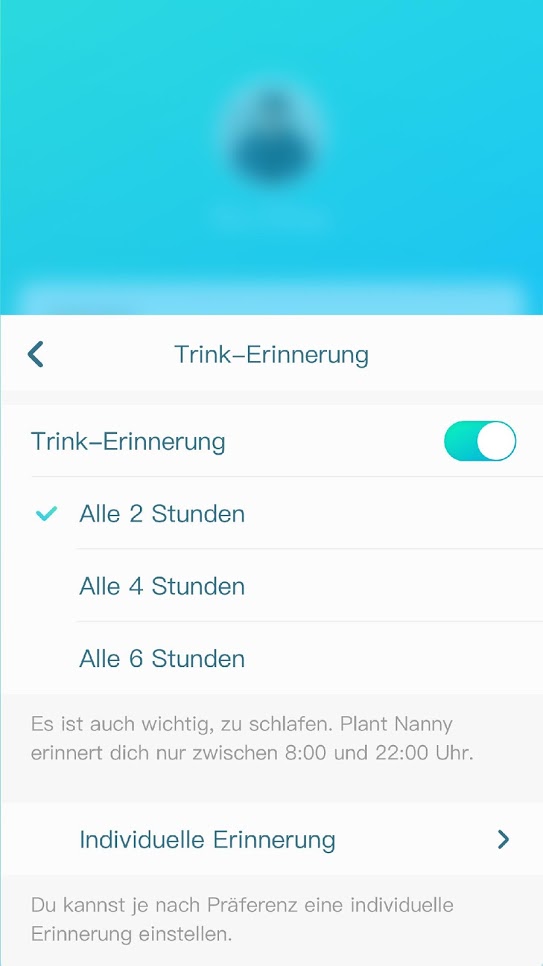 Trink-Erinnerung
Trink-Erinnerung
Alle 2 Stunden
Alle 4 Stunden
Alle 6 Stunden
Es ist auch wichtig, zu schlafen. Plant Nanny
erinnert dich nur zwischen 8:00 und 22:00 Uhr.
Individuelle Erinnerung
Du kannst je nach Präferenz eine individuelle
Erinnerung einstellen.